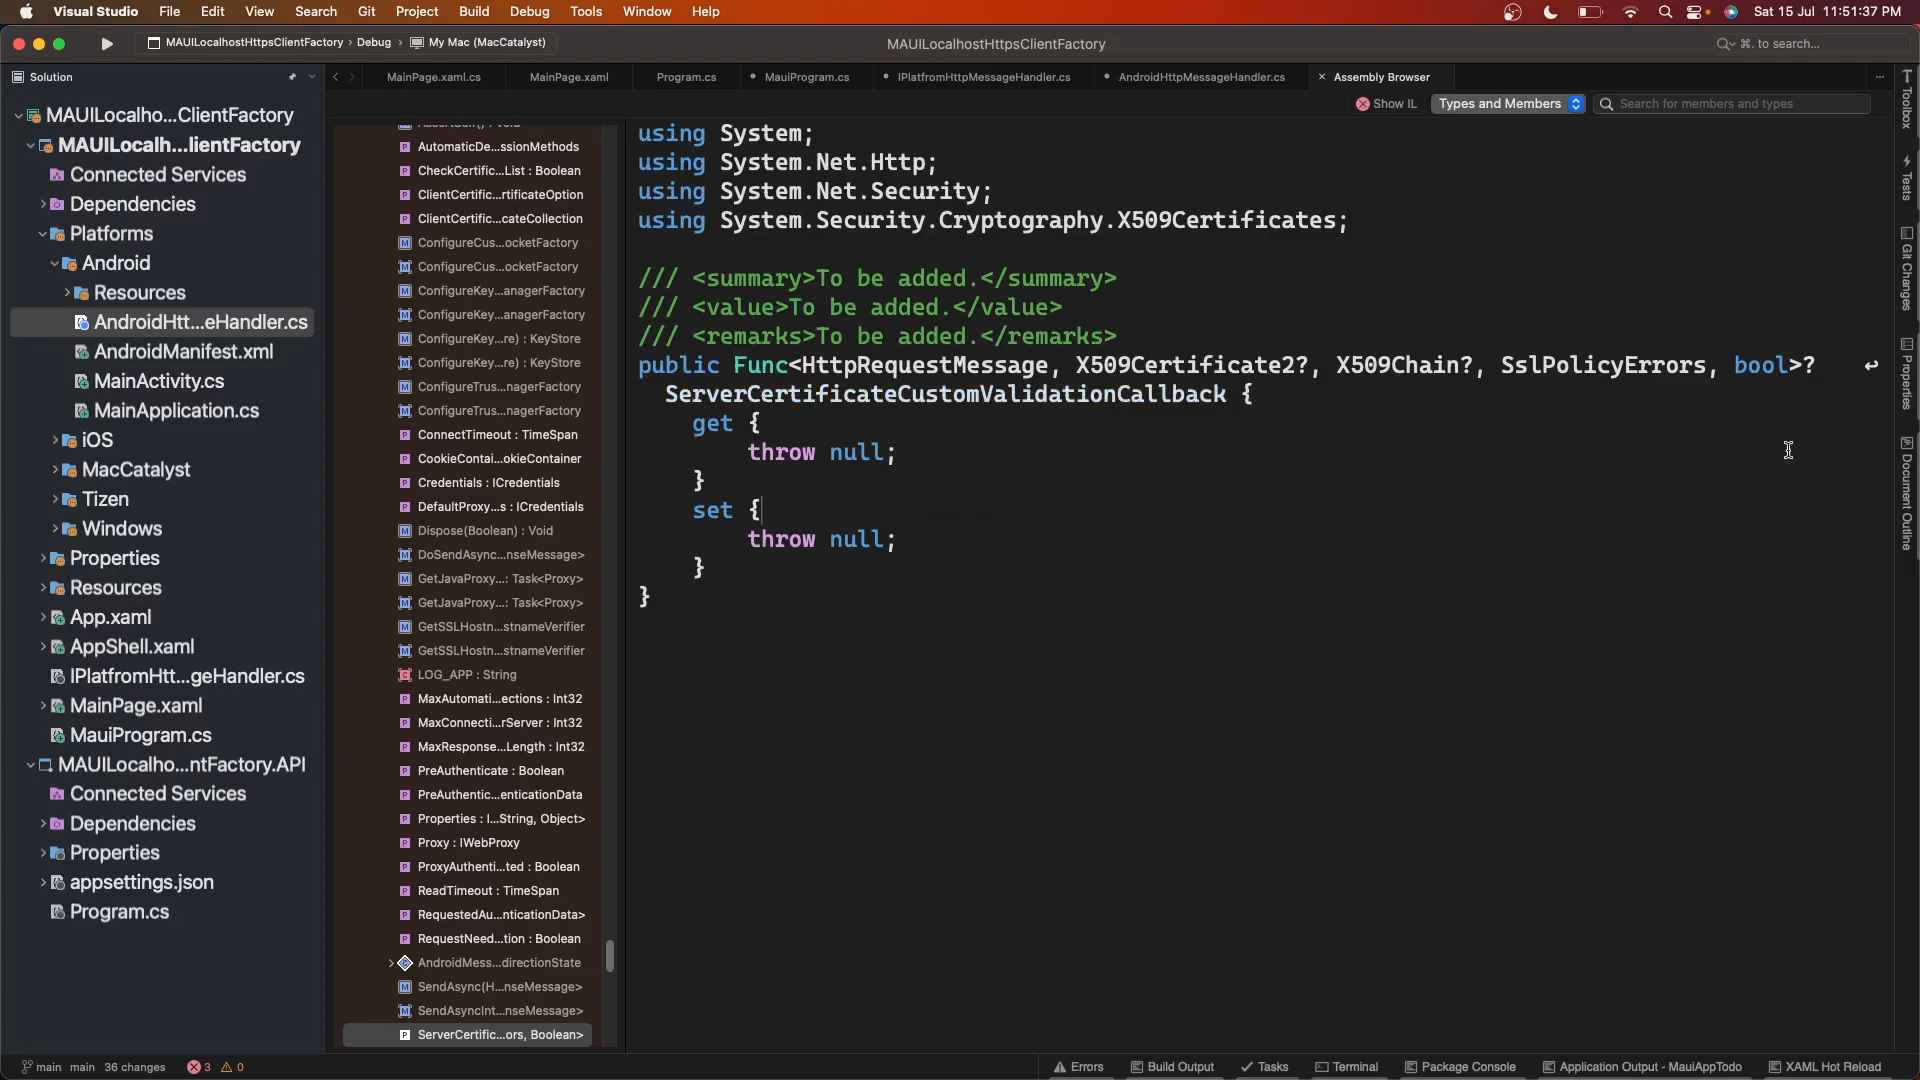 Visual Studio File Edit View Search Git Project Build Debug Tools Window Help
Sat 15 Jul 11:51:37 PM
MAUILocalhostHttpsClientFactory › Debug › My Mac (MacCatalyst)
MAUILocalhostHttpsClientFactory
⌘. to search...
Solution
MainPage.xaml.cs
MainPage.xaml
Program.cs
MauiProgram.cs
IPlatfromHttpMessageHandler.cs
AndroidHttpMessageHandler.cs
Assembly Browser
Show IL
Types and Members
Search for members and types
MAUILocalho...ClientFactory
MAUILocalh...lientFactory
Connected Services
Dependencies
Platforms
Android
Resources
AndroidHtt...eHandler.cs
AndroidManifest.xml
MainActivity.cs
MainApplication.cs
iOS
MacCatalyst
Tizen
Windows
Properties
Resources
App.xaml
AppShell.xaml
IPlatfromHtt...geHandler.cs
MainPage.xaml
MauiProgram.cs
MAUILocalho...ntFactory.API
Connected Services
Dependencies
Properties
appsettings.json
Program.cs
AutomaticDe...ssionMethods
CheckCertific...List : Boolean
ClientCertific...rtificateOption
ClientCertific...cateCollection
ConfigureCus...ocketFactory
ConfigureCus...ocketFactory
ConfigureKey...anagerFactory
ConfigureKey...anagerFactory
ConfigureKey...re) : KeyStore
ConfigureKey...re) : KeyStore
ConfigureTrus...nagerFactory
ConfigureTrus...nagerFactory
ConnectTimeout : TimeSpan
CookieContai...okieContainer
Credentials : ICredentials
DefaultProxy...s : ICredentials
Dispose(Boolean) : Void
DoSendAsync...nseMessage>
GetJavaProxy...: Task<Proxy>
GetJavaProxy...: Task<Proxy>
GetSSLHostn...stnameVerifier
GetSSLHostn...stnameVerifier
LOG_APP : String
MaxAutomati...ections : Int32
MaxConnecti...rServer : Int32
MaxResponse...Length : Int32
PreAuthenticate : Boolean
PreAuthentic...enticationData
Properties : I...String, Object>
Proxy : IWebProxy
ProxyAuthenti...ted : Boolean
ReadTimeout : TimeSpan
RequestedAu...nticationData>
RequestNeed...tion : Boolean
AndroidMess...directionState
SendAsync(H...nseMessage>
SendAsyncInt...nseMessage>
ServerCertific...ors, Boolean>
using System;
using System.Net.Http;
using System.Net.Security;
using System.Security.Cryptography.X509Certificates;
/// <summary>To be added.</summary>
/// <value>To be added.</value>
/// <remarks>To be added.</remarks>
public Func<HttpRequestMessage, X509Certificate2?, X509Chain?, SslPolicyErrors, bool>?
ServerCertificateCustomValidationCallback {
get {
throw null;
}
set {
throw null;
}
}
Toolbox
Tests
Git Changes
Properties
Document Outline
main main 36 changes 3 0
Errors Build Output Tasks Terminal Package Console Application Output - MauiAppTodo XAML Hot Reload